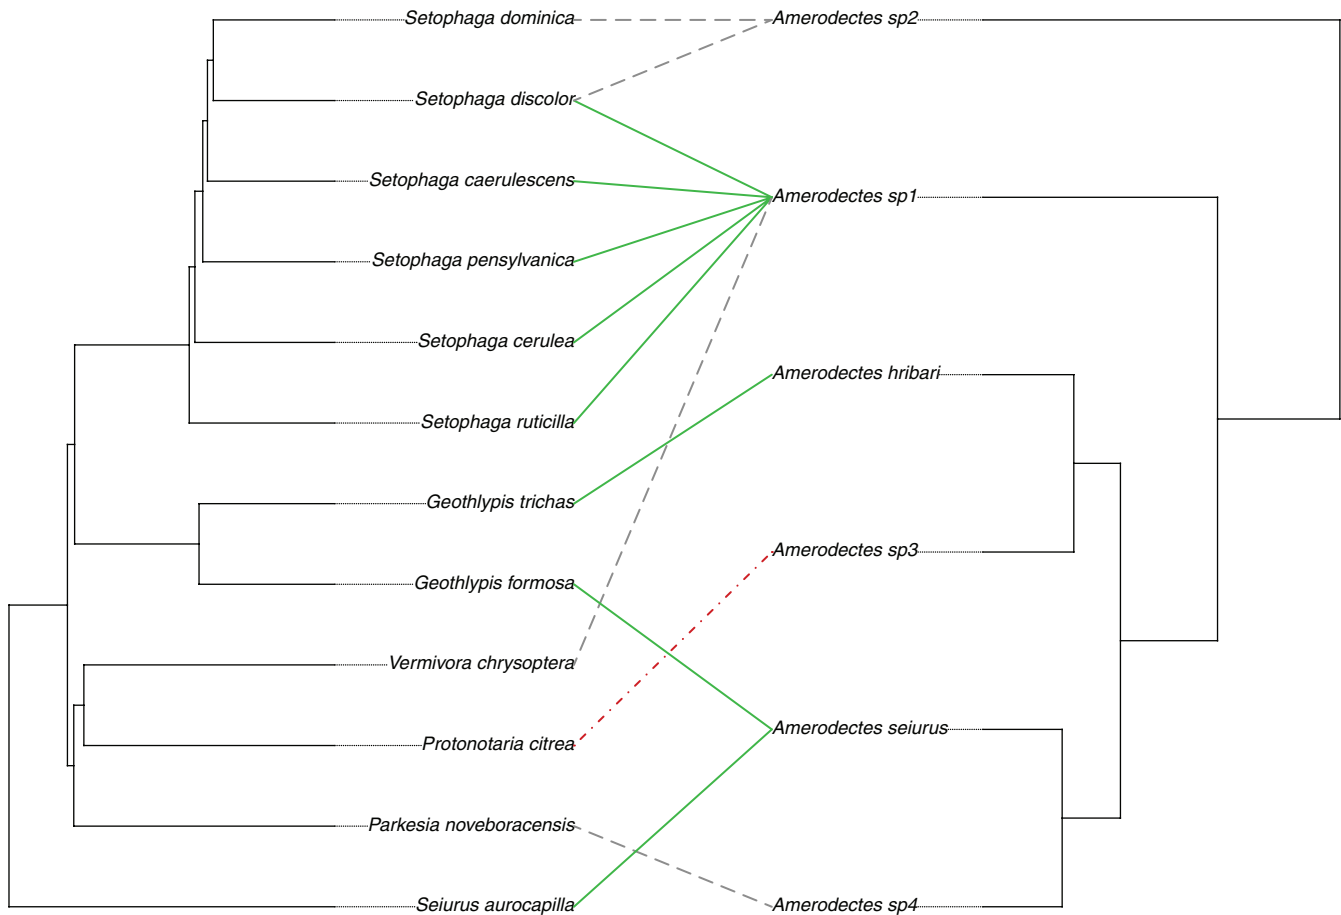 Setophaga dominica
Setophaga discolor
Setophaga caerulescens
Setophaga pensylvanica
Setophaga cerulea
Setophaga ruticilla
Geothlypis trichas
Geothlypis formosa
Vermivora chrysoptera
Protonotaria citrea
Parkesia noveboracensis
Seiurus aurocapilla
Amerodectes sp2
Amerodectes sp1
Amerodectes hribari
Amerodectes sp3
Amerodectes seiurus
Amerodectes sp4